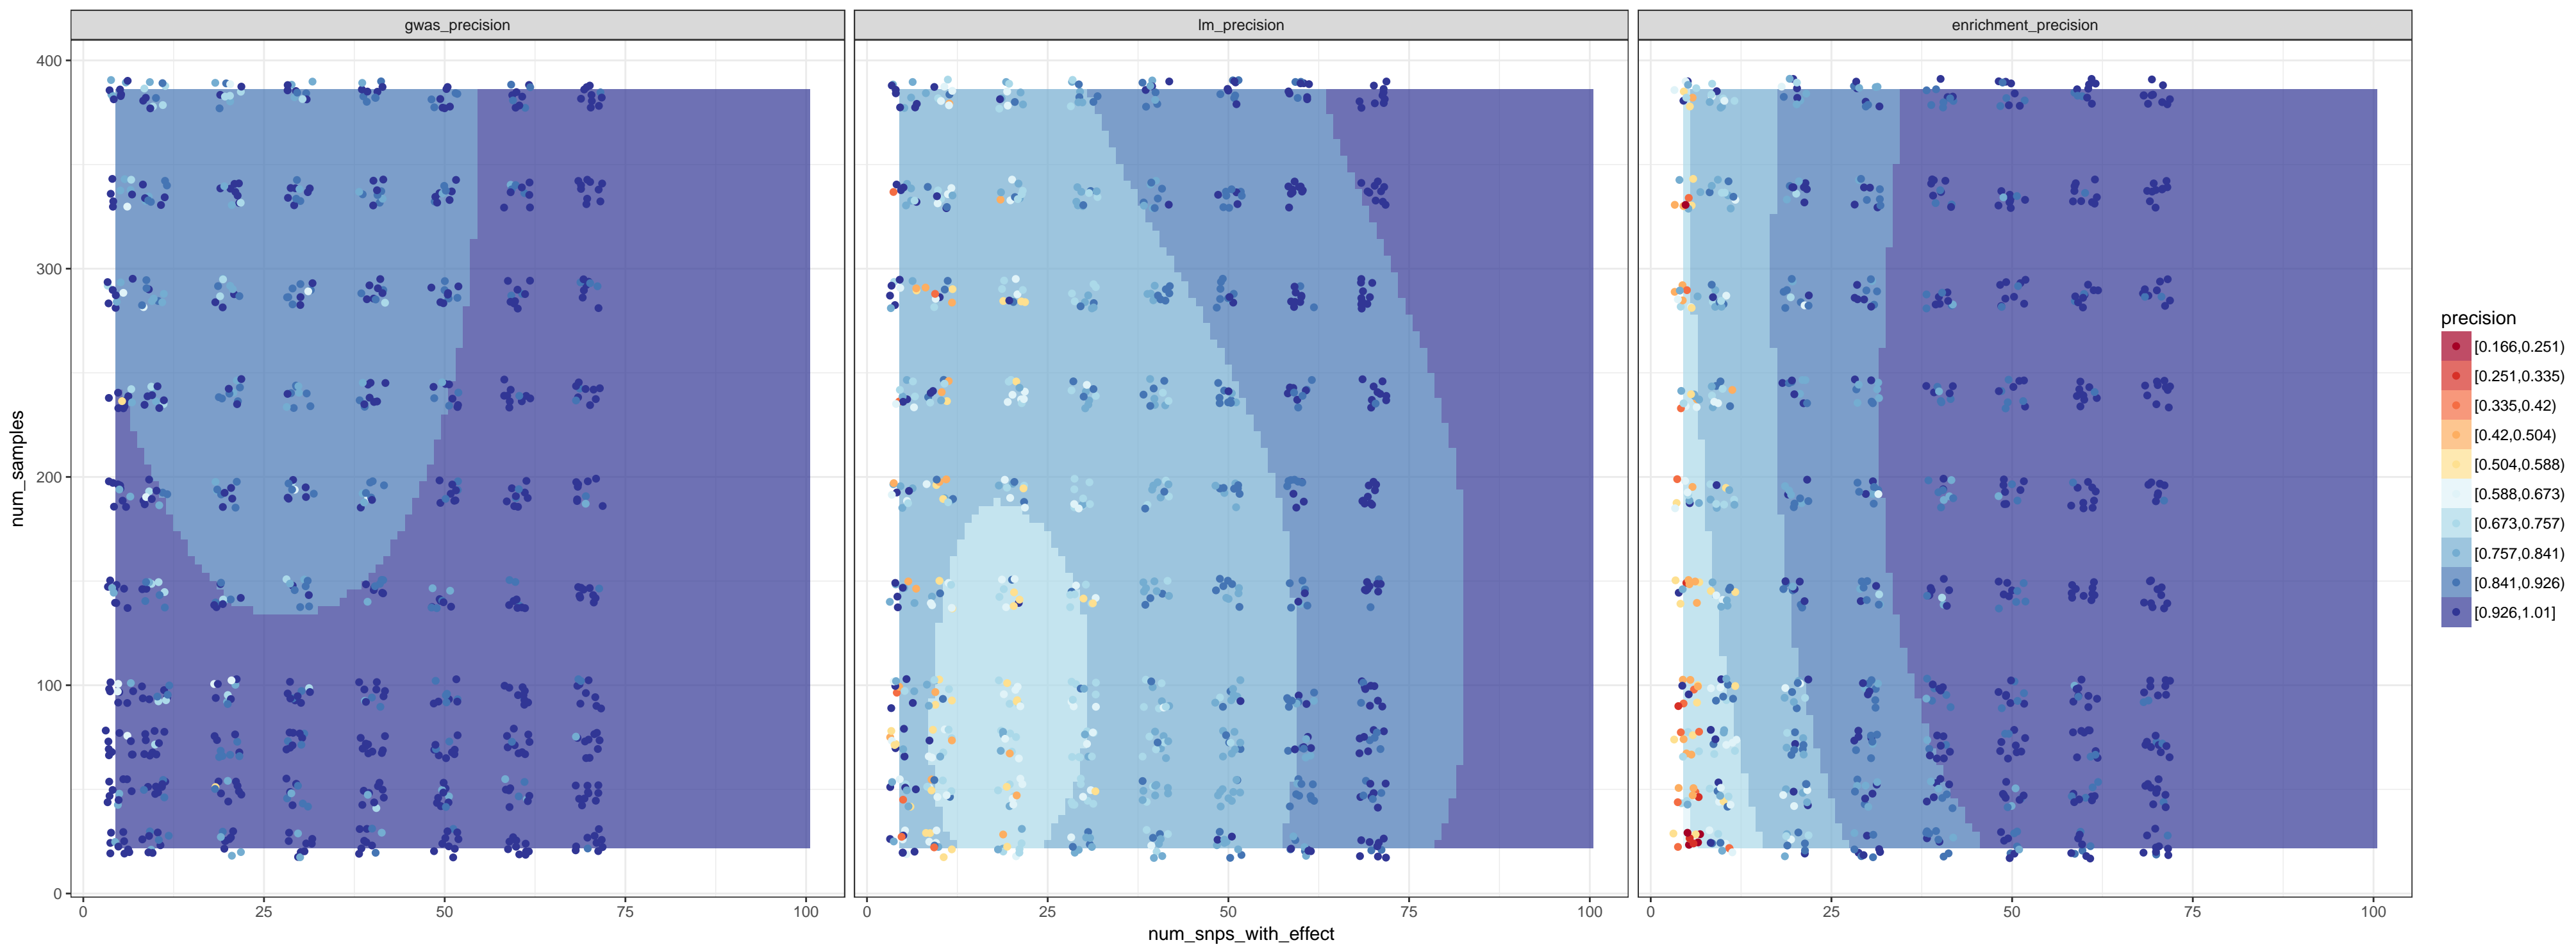 gwas_precision
lm_precision
enrichment_precision
400
300
200
100
0
num_samples
0 25 50 75 100
0 25 50 75 100
0 25 50 75 100
num_snps_with_effect
precision
[0.166,0.251)
[0.251,0.335)
[0.335,0.42)
[0.42,0.504)
[0.504,0.588)
[0.588,0.673)
[0.673,0.757)
[0.757,0.841)
[0.841,0.926)
[0.926,1.01]